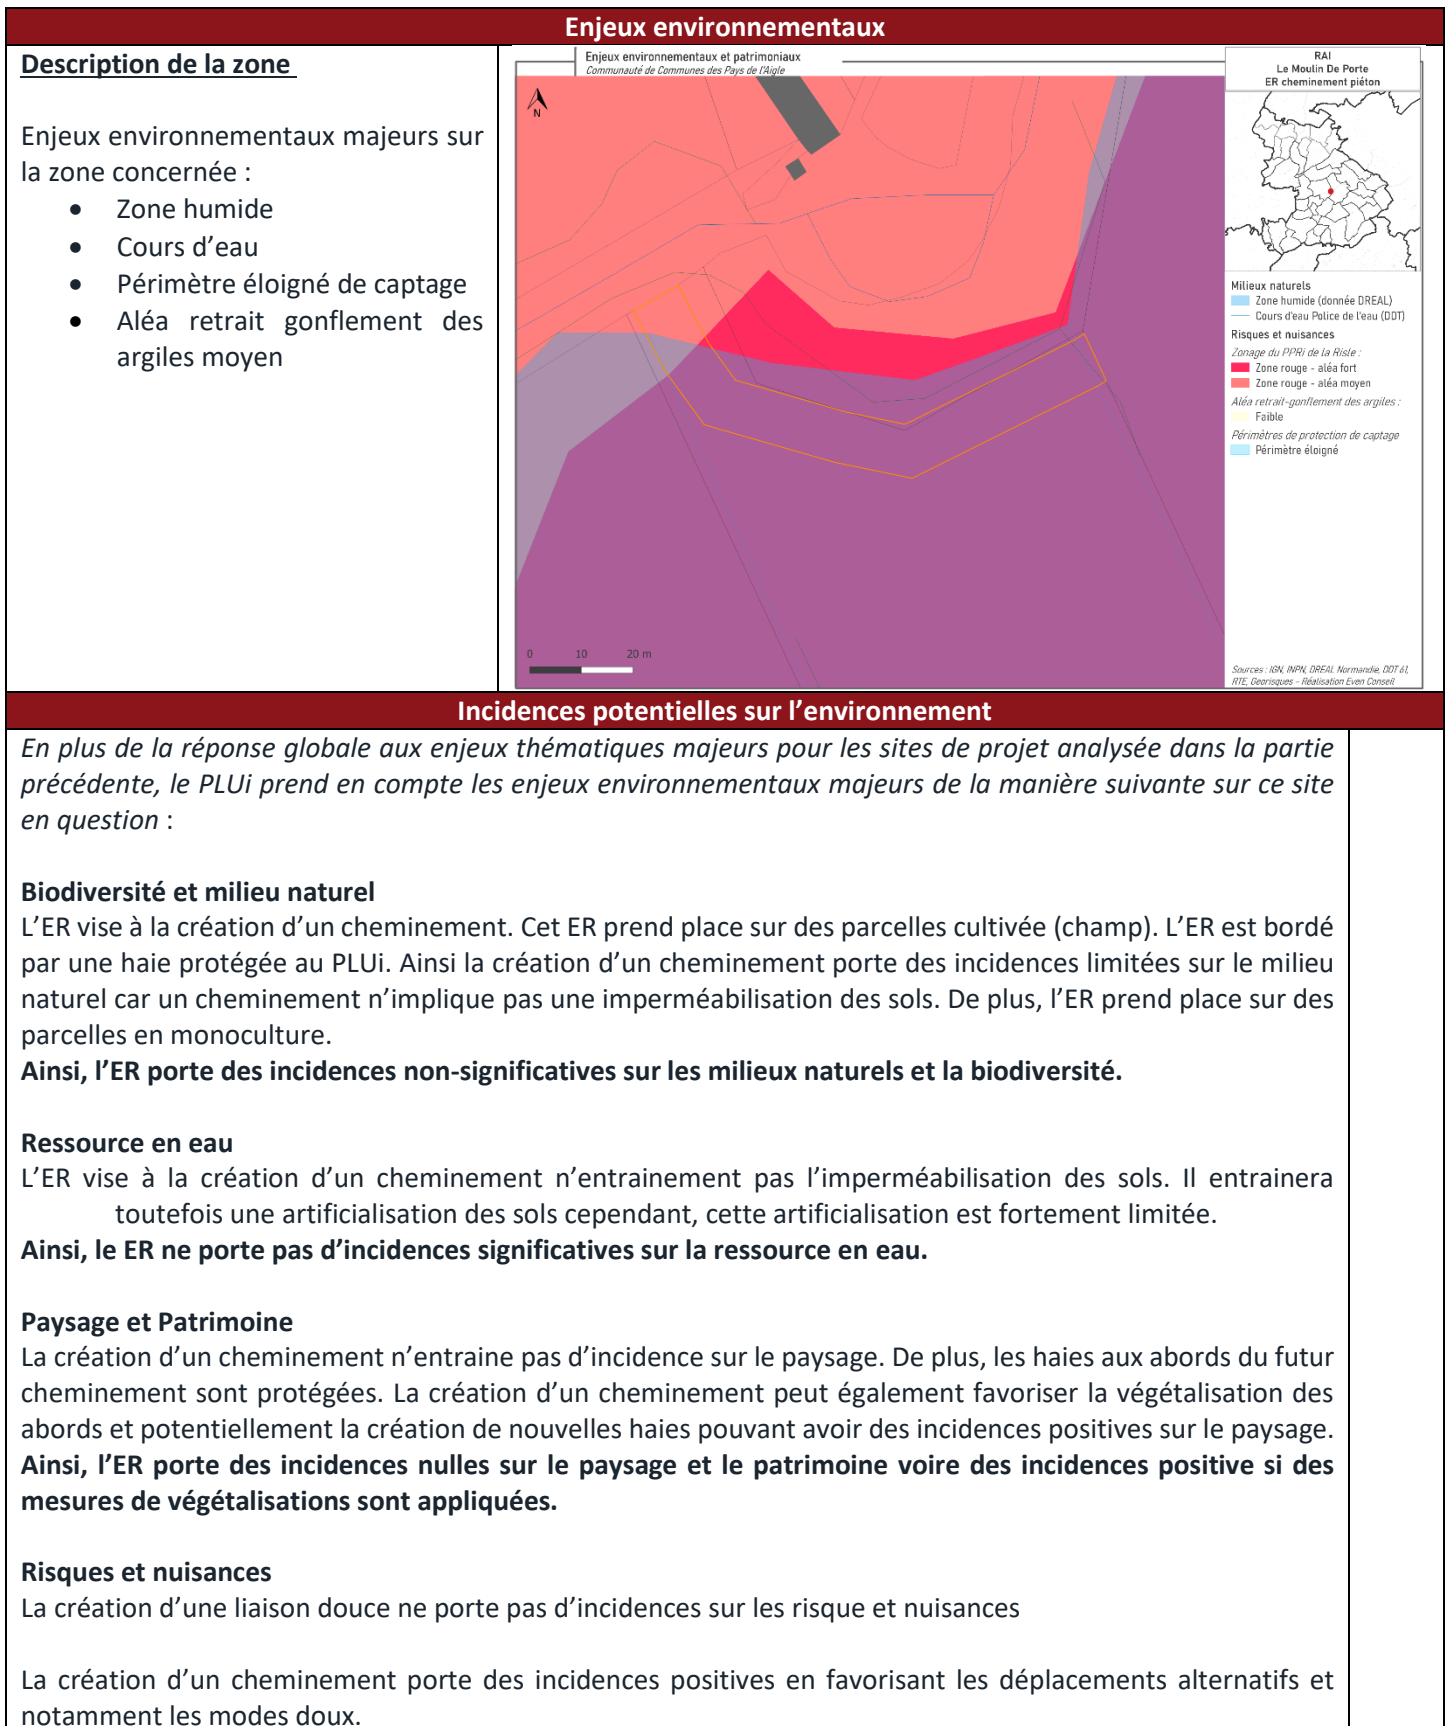 Enjeux environnementaux
Description de la zone
Enjeux environnementaux majeurs sur
la zone concernée :
• Zone humide
• Cours d’eau
• Périmètre éloigné de captage
• Aléa retrait gonflement des
argiles moyen
Enjeux environnementaux et patrimoniaux
Communauté de Communes des Pays de l'Aigle
N
0 10 20 m
RAI
Le Moulin De Porte
ER cheminement piéton
Milieux naturels
Zone humide (donnée DREAL)
Cours d'eau Police de l'eau (DDT)
Risques et nuisances
Zonage du PPRi de la Risle :
Zone rouge - aléa fort
Zone rouge - aléa moyen
Aléa retrait-gonflement des argiles :
Faible
Périmètres de protection de captage
Périmètre éloigné
Sources : IGN, INPN, DREAL Normandie, DDT 61,
RTE, Georisques - Réalisation Even Conseil
Incidences potentielles sur l’environnement
En plus de la réponse globale aux enjeux thématiques majeurs pour les sites de projet analysée dans la partie
précédente, le PLUi prend en compte les enjeux environnementaux majeurs de la manière suivante sur ce site
en question :
Biodiversité et milieu naturel
L’ER vise à la création d’un cheminement. Cet ER prend place sur des parcelles cultivée (champ). L’ER est bordé
par une haie protégée au PLUi. Ainsi la création d’un cheminement porte des incidences limitées sur le milieu
naturel car un cheminement n’implique pas une imperméabilisation des sols. De plus, l’ER prend place sur des
parcelles en monoculture.
Ainsi, l’ER porte des incidences non-significatives sur les milieux naturels et la biodiversité.
Ressource en eau
L’ER vise à la création d’un cheminement n’entrainement pas l’imperméabilisation des sols. Il entrainera
toutefois une artificialisation des sols cependant, cette artificialisation est fortement limitée.
Ainsi, le ER ne porte pas d’incidences significatives sur la ressource en eau.
Paysage et Patrimoine
La création d’un cheminement n’entraine pas d’incidence sur le paysage. De plus, les haies aux abords du futur
cheminement sont protégées. La création d’un cheminement peut également favoriser la végétalisation des
abords et potentiellement la création de nouvelles haies pouvant avoir des incidences positives sur le paysage.
Ainsi, l’ER porte des incidences nulles sur le paysage et le patrimoine voire des incidences positive si des
mesures de végétalisations sont appliquées.
Risques et nuisances
La création d’une liaison douce ne porte pas d’incidences sur les risque et nuisances
La création d’un cheminement porte des incidences positives en favorisant les déplacements alternatifs et
notamment les modes doux.